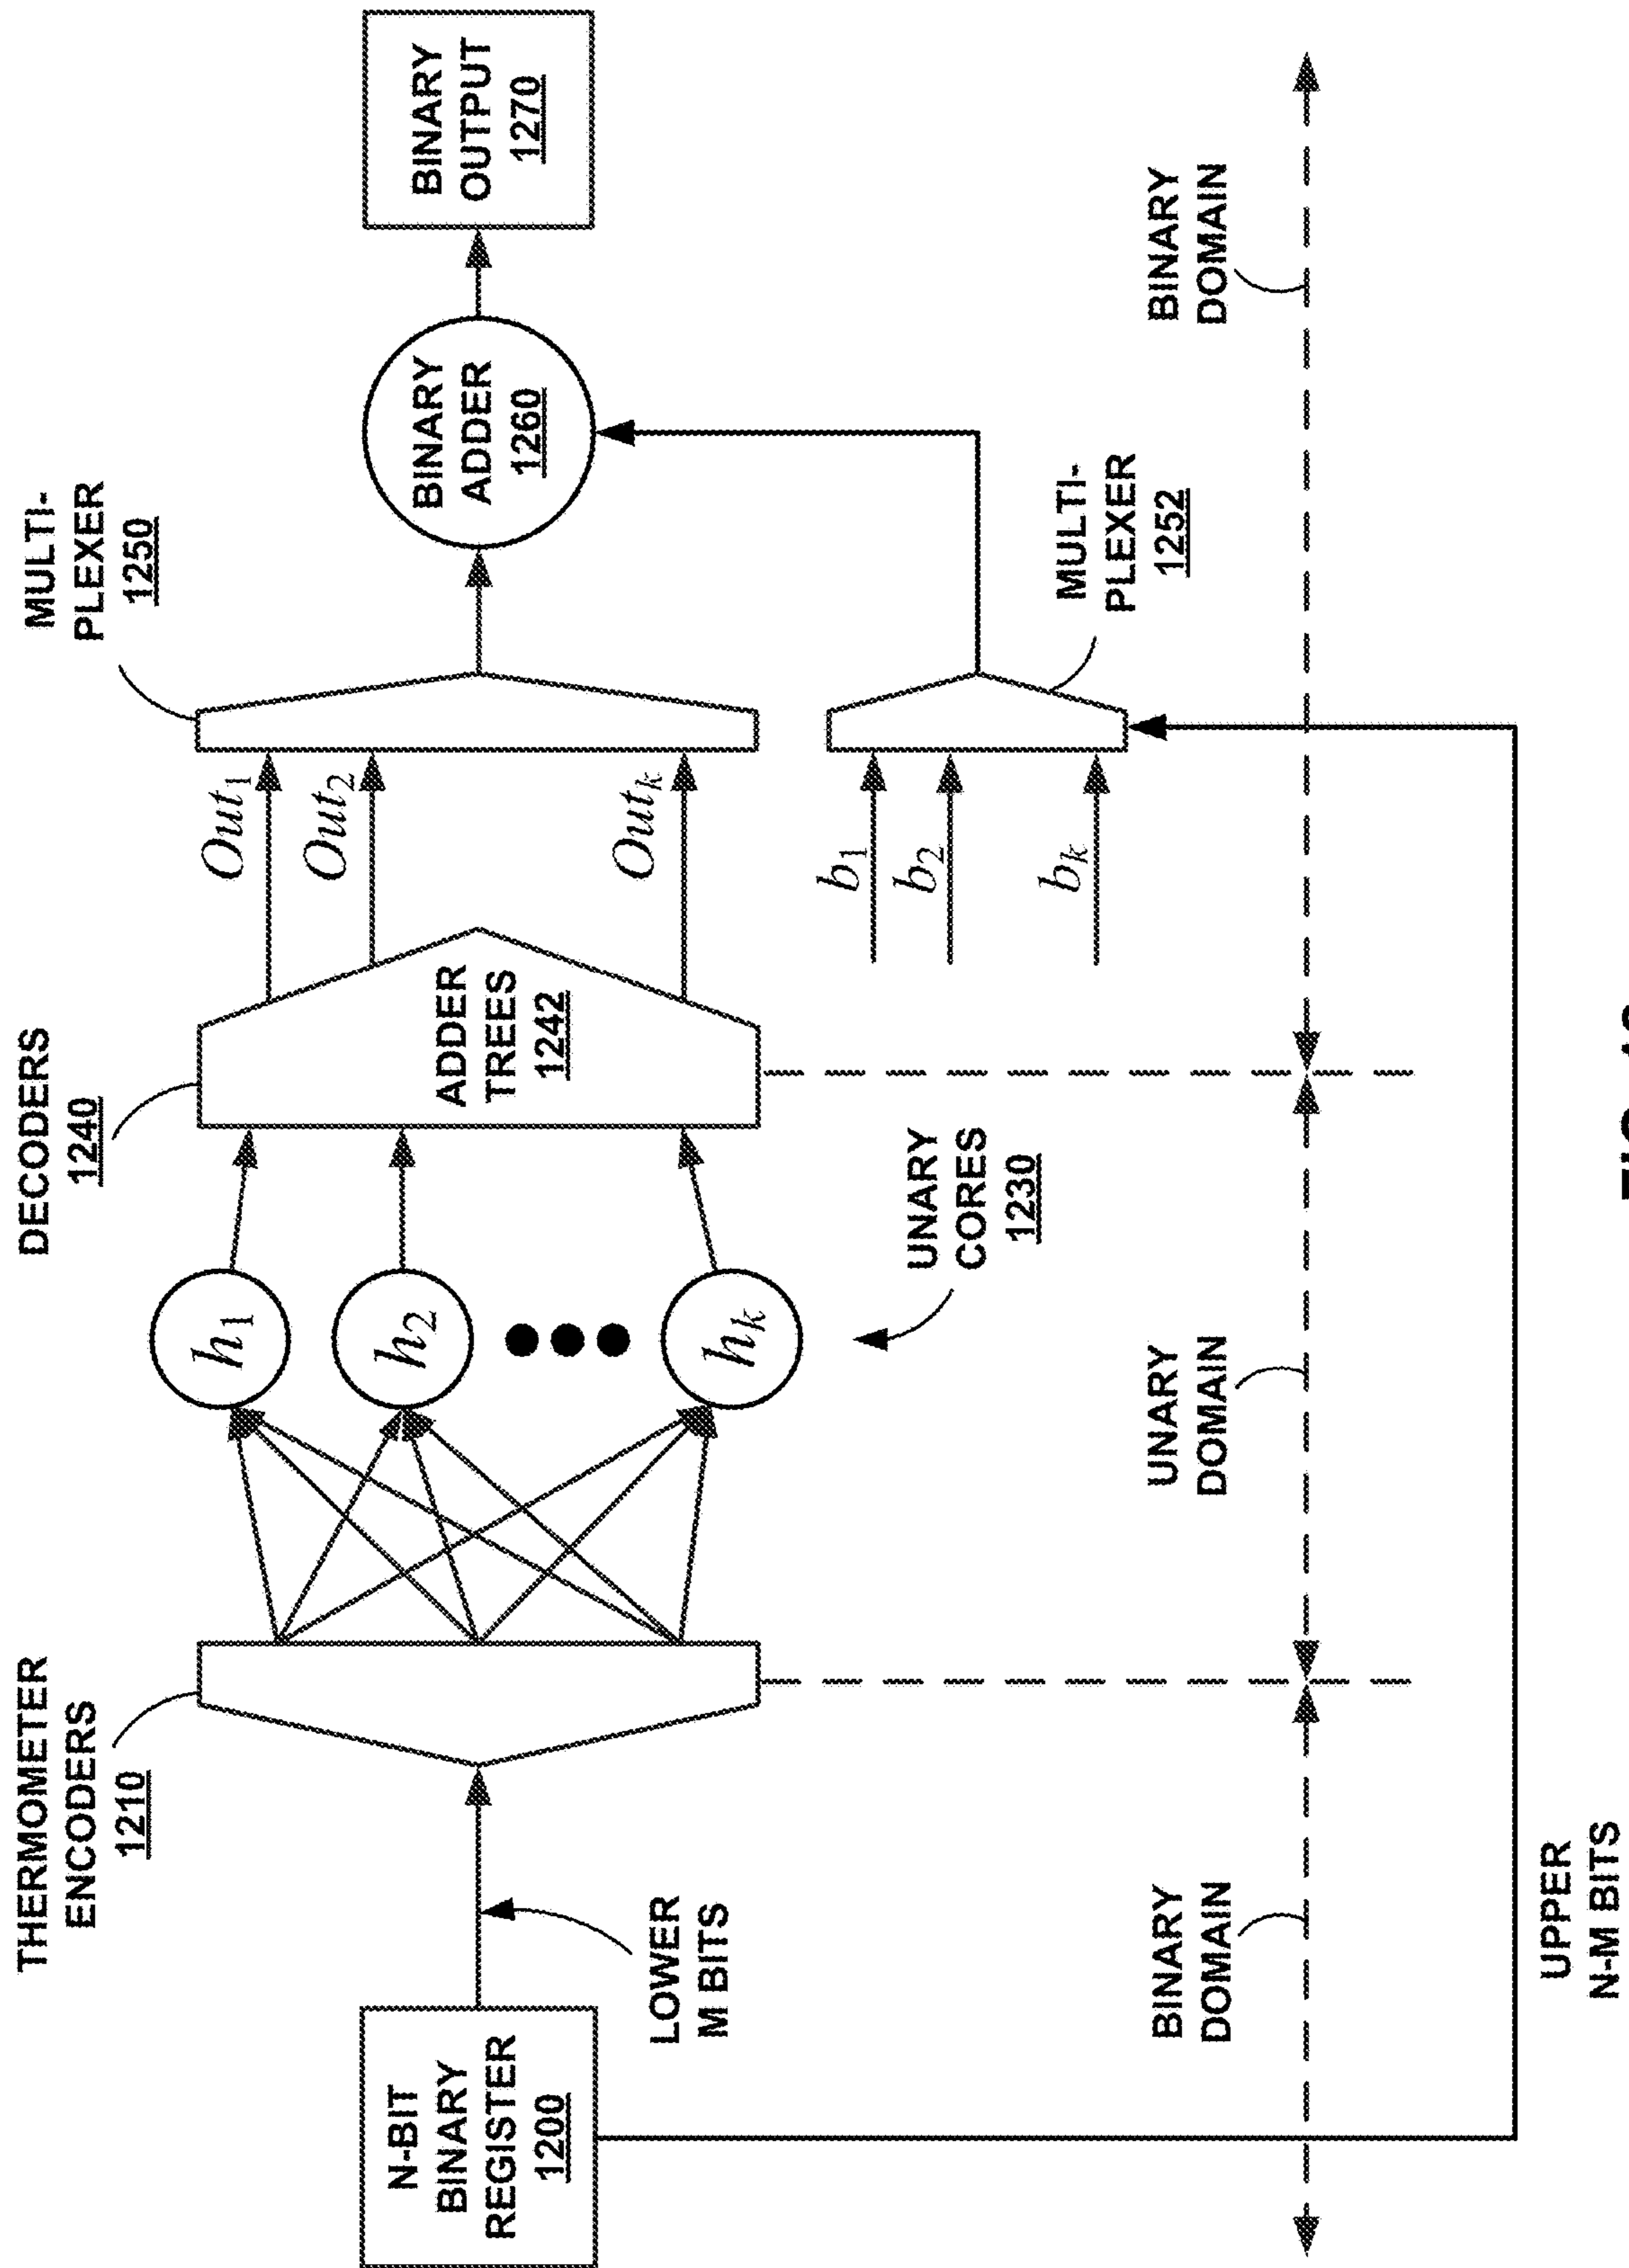 THERMOMETER
ENCODERS
1210
DECODERS
1240
MULTI-
PLEXER
1250
N-BIT
BINARY
REGISTER
1200
LOWER
M BITS
h1
h2
hk
UNARY
CORES
1230
ADDER
TREES
1242
Out1
Out2
Outk
b1
b2
bk
MULTI-
PLEXER
1252
BINARY
ADDER
1260
BINARY
OUTPUT
1270
BINARY
DOMAIN
UNARY
DOMAIN
BINARY
DOMAIN
UPPER
N-M BITS